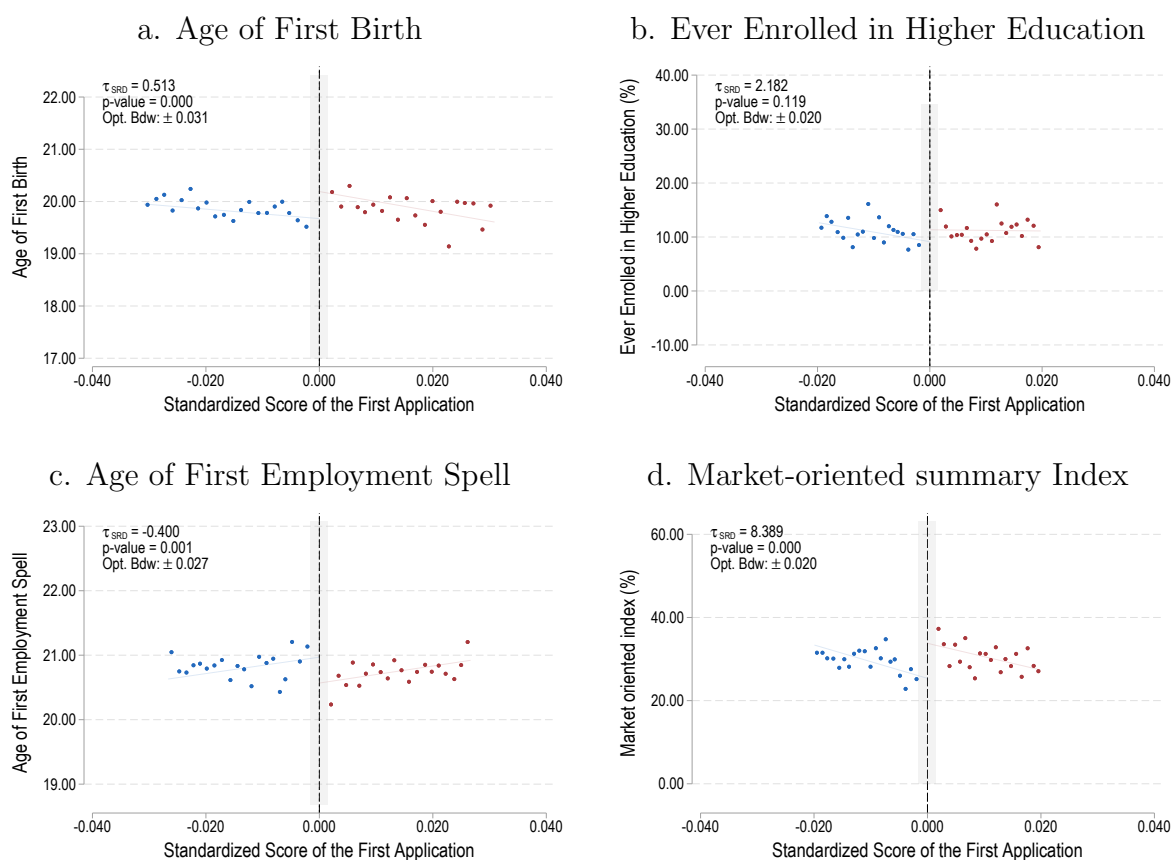 a. Age of First Birth
τSRD = 0.513
p-value = 0.000
Opt. Bdw: ± 0.031
Age of First Birth
22.00
21.00
20.00
19.00
18.00
17.00
-0.040
-0.020
0.000
0.020
0.040
Standardized Score of the First Application
b. Ever Enrolled in Higher Education
τSRD = 2.182
p-value = 0.119
Opt. Bdw: ± 0.020
Ever Enrolled in Higher Education (%)
40.00
30.00
20.00
10.00
0.00
-10.00
-0.040
-0.020
0.000
0.020
0.040
Standardized Score of the First Application
c. Age of First Employment Spell
τSRD = -0.400
p-value = 0.001
Opt. Bdw: ± 0.027
Age of First Employment Spell
23.00
22.00
21.00
20.00
19.00
-0.040
-0.020
0.000
0.020
0.040
Standardized Score of the First Application
d. Market-oriented summary Index
τSRD = 8.389
p-value = 0.000
Opt. Bdw: ± 0.020
Market oriented index (%)
60.00
40.00
20.00
0.00
-0.040
-0.020
0.000
0.020
0.040
Standardized Score of the First Application